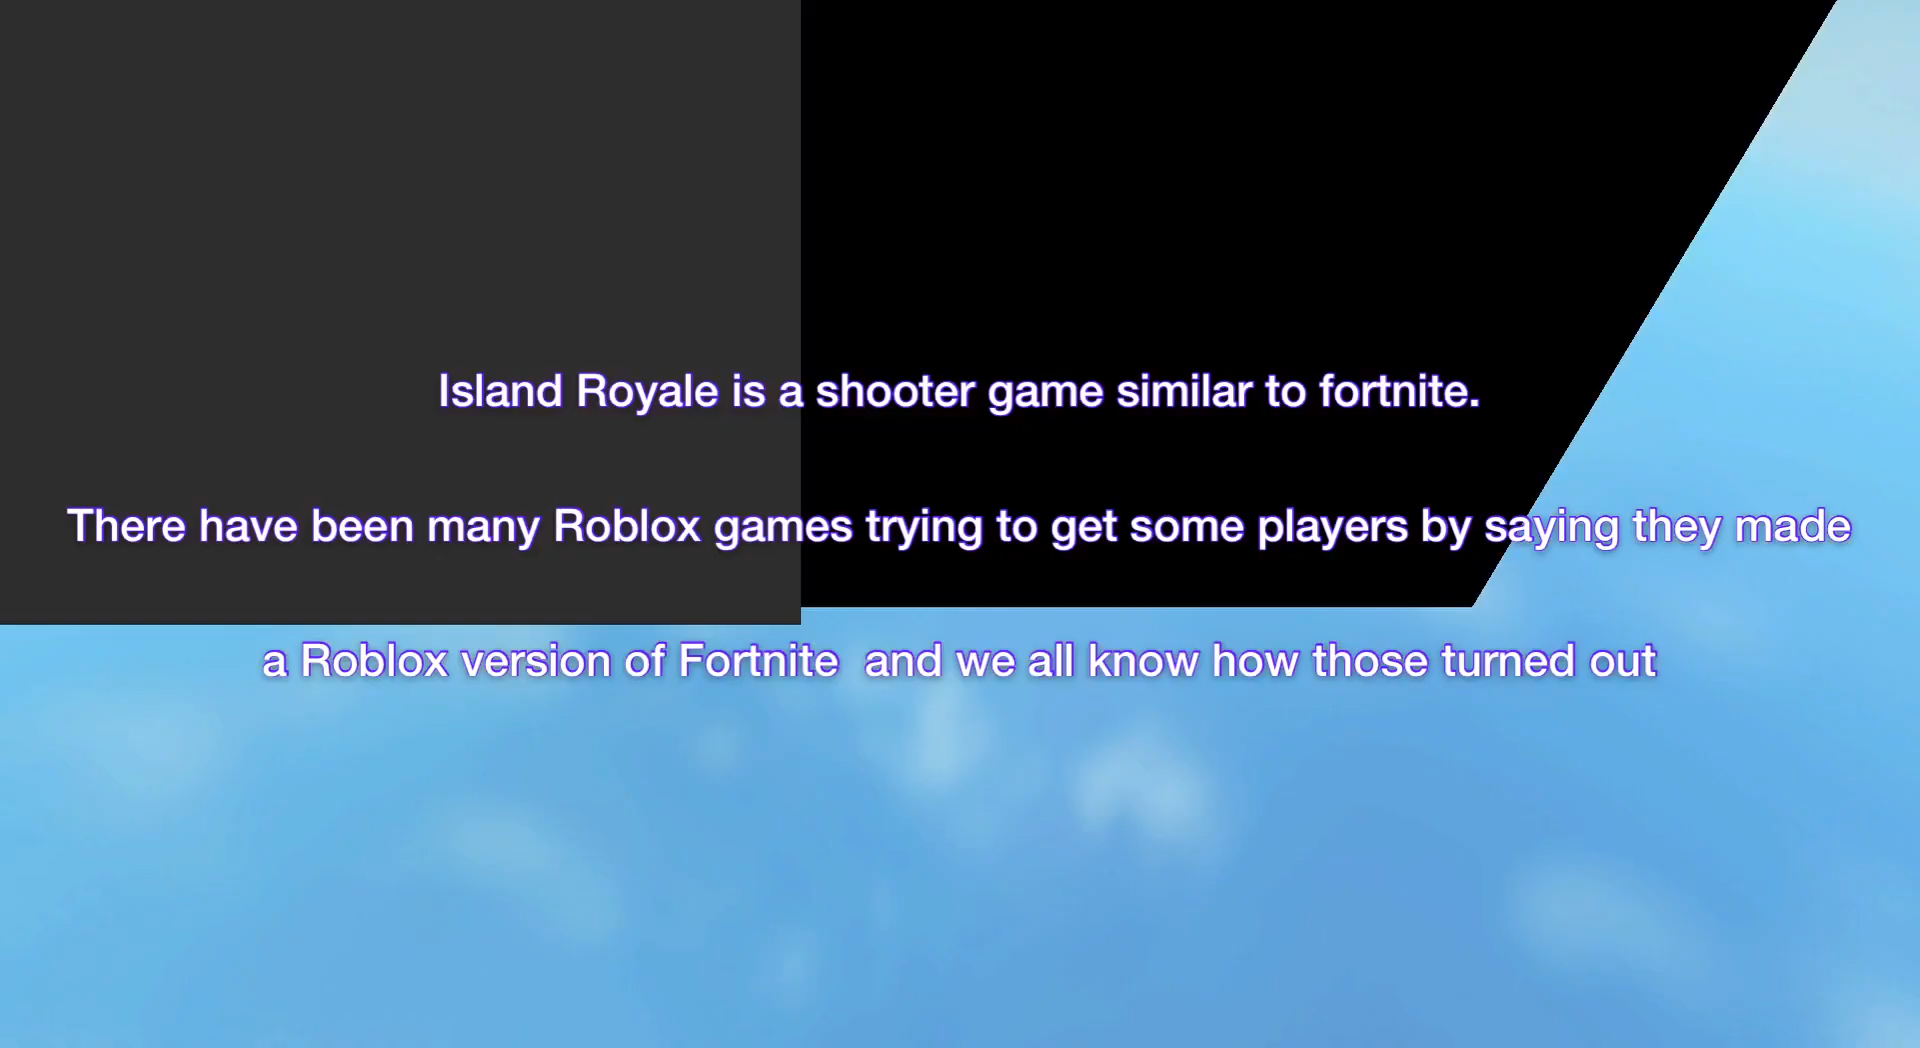 Island Royale is a shooter game similar to fortnite.
There have been many Roblox games trying to get some players by saying they made
a Roblox version of Fortnite  and we all know how those turned out